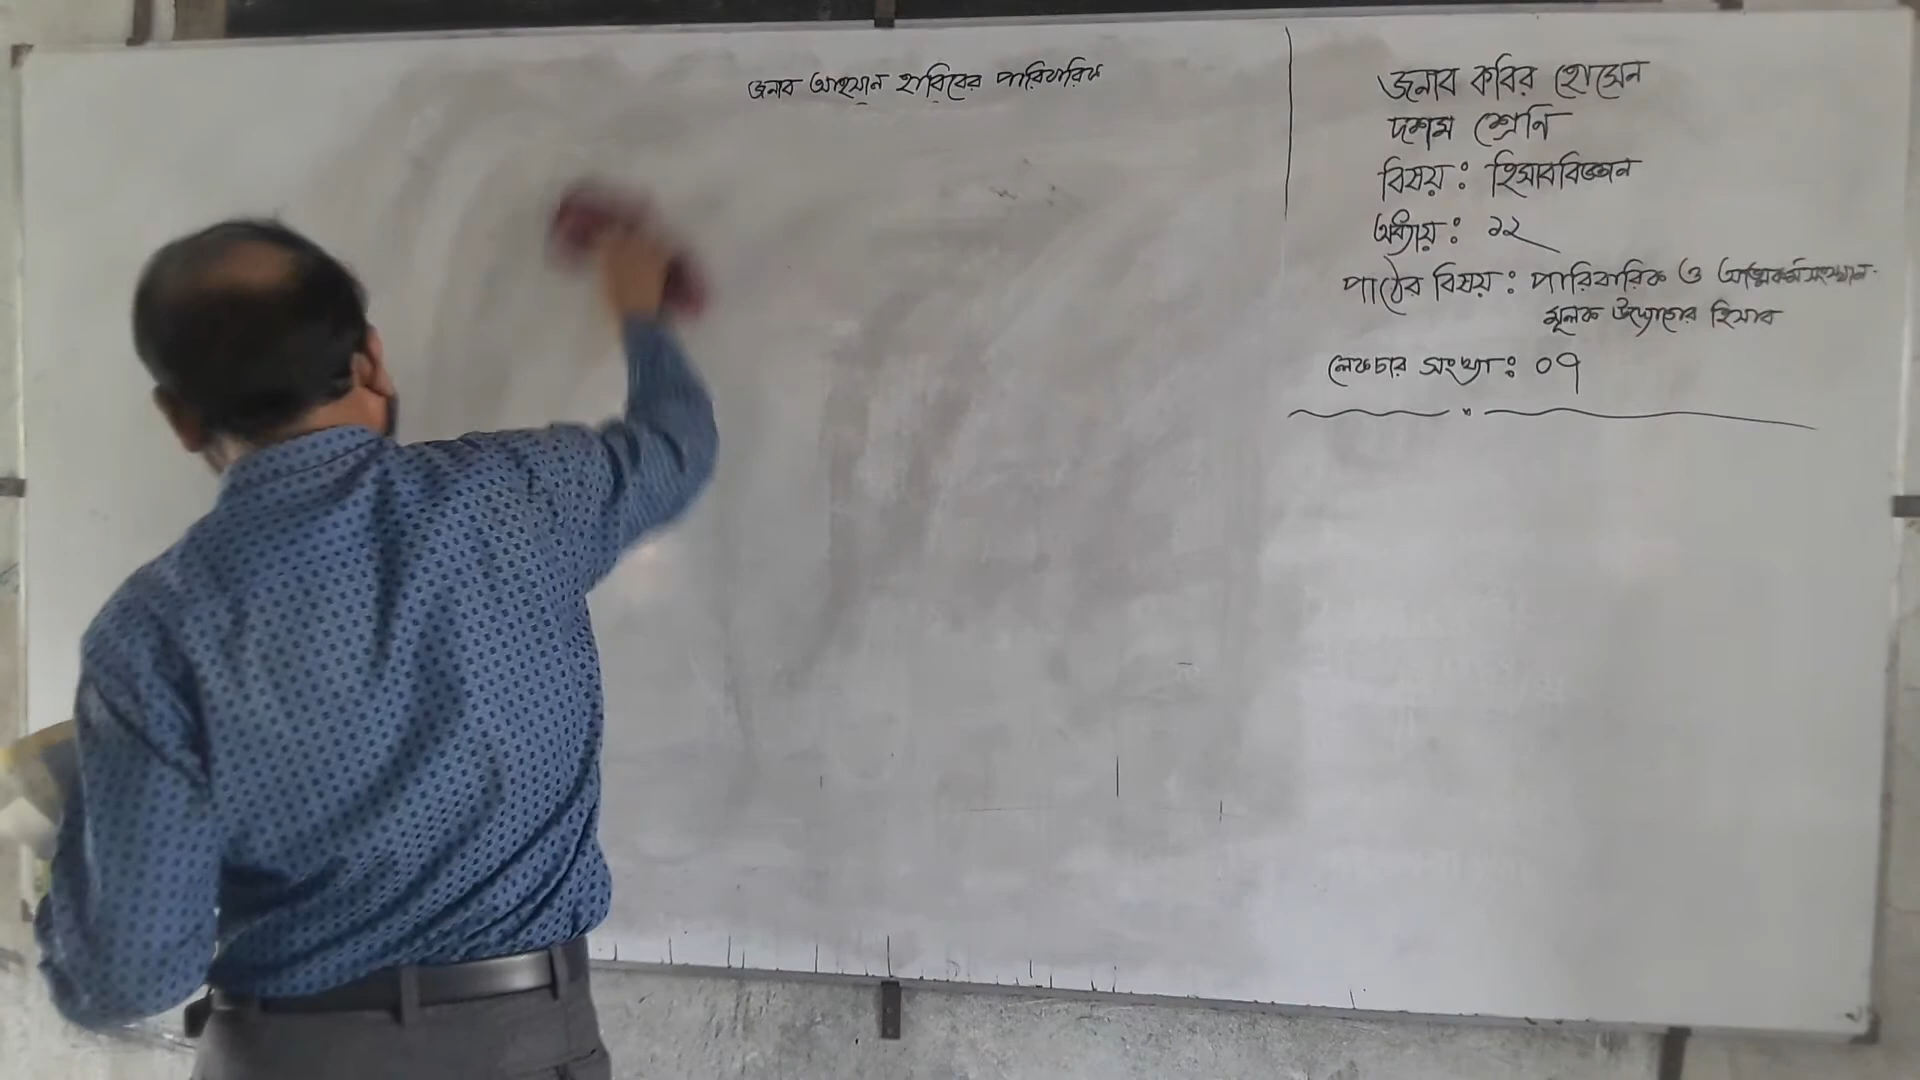 জনাব আহসান হাবিবের পারিবারিক
জনাব কবির হোসেন
দশম শ্রেণি
বিষয়ঃ হিসাববিজ্ঞান
অধ্যায়ঃ ১২
পাঠের বিষয়ঃ পারিবারিক ও আত্মকর্মসংস্থান-
মূলক উদ্যোগের হিসাব
লেকচার সংখ্যাঃ ০৭